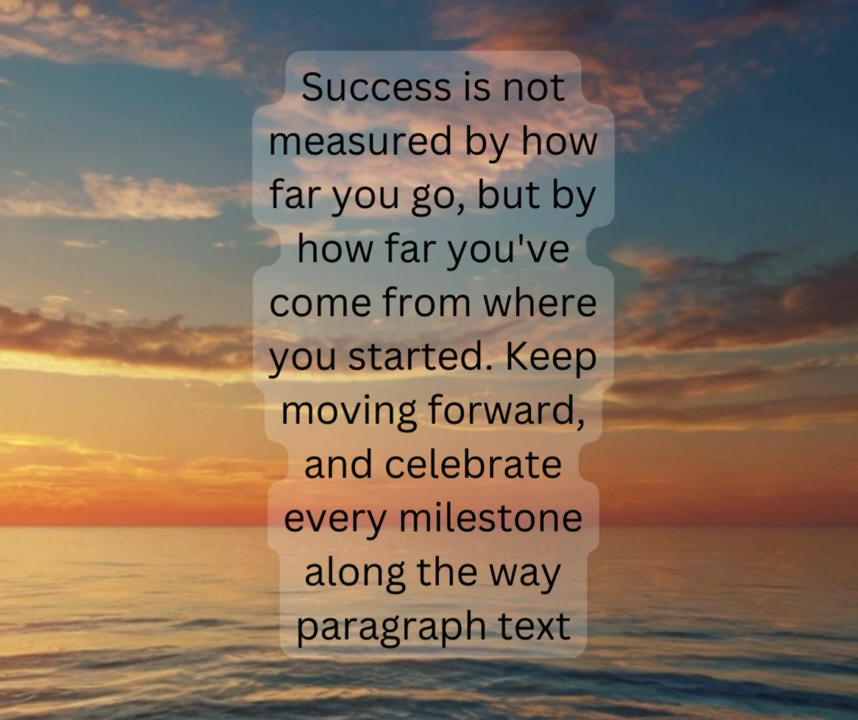 Success is not
measured by how
far you go, but by
how far you've
come from where
you started. Keep
moving forward,
and celebrate
every milestone
along the way
paragraph text